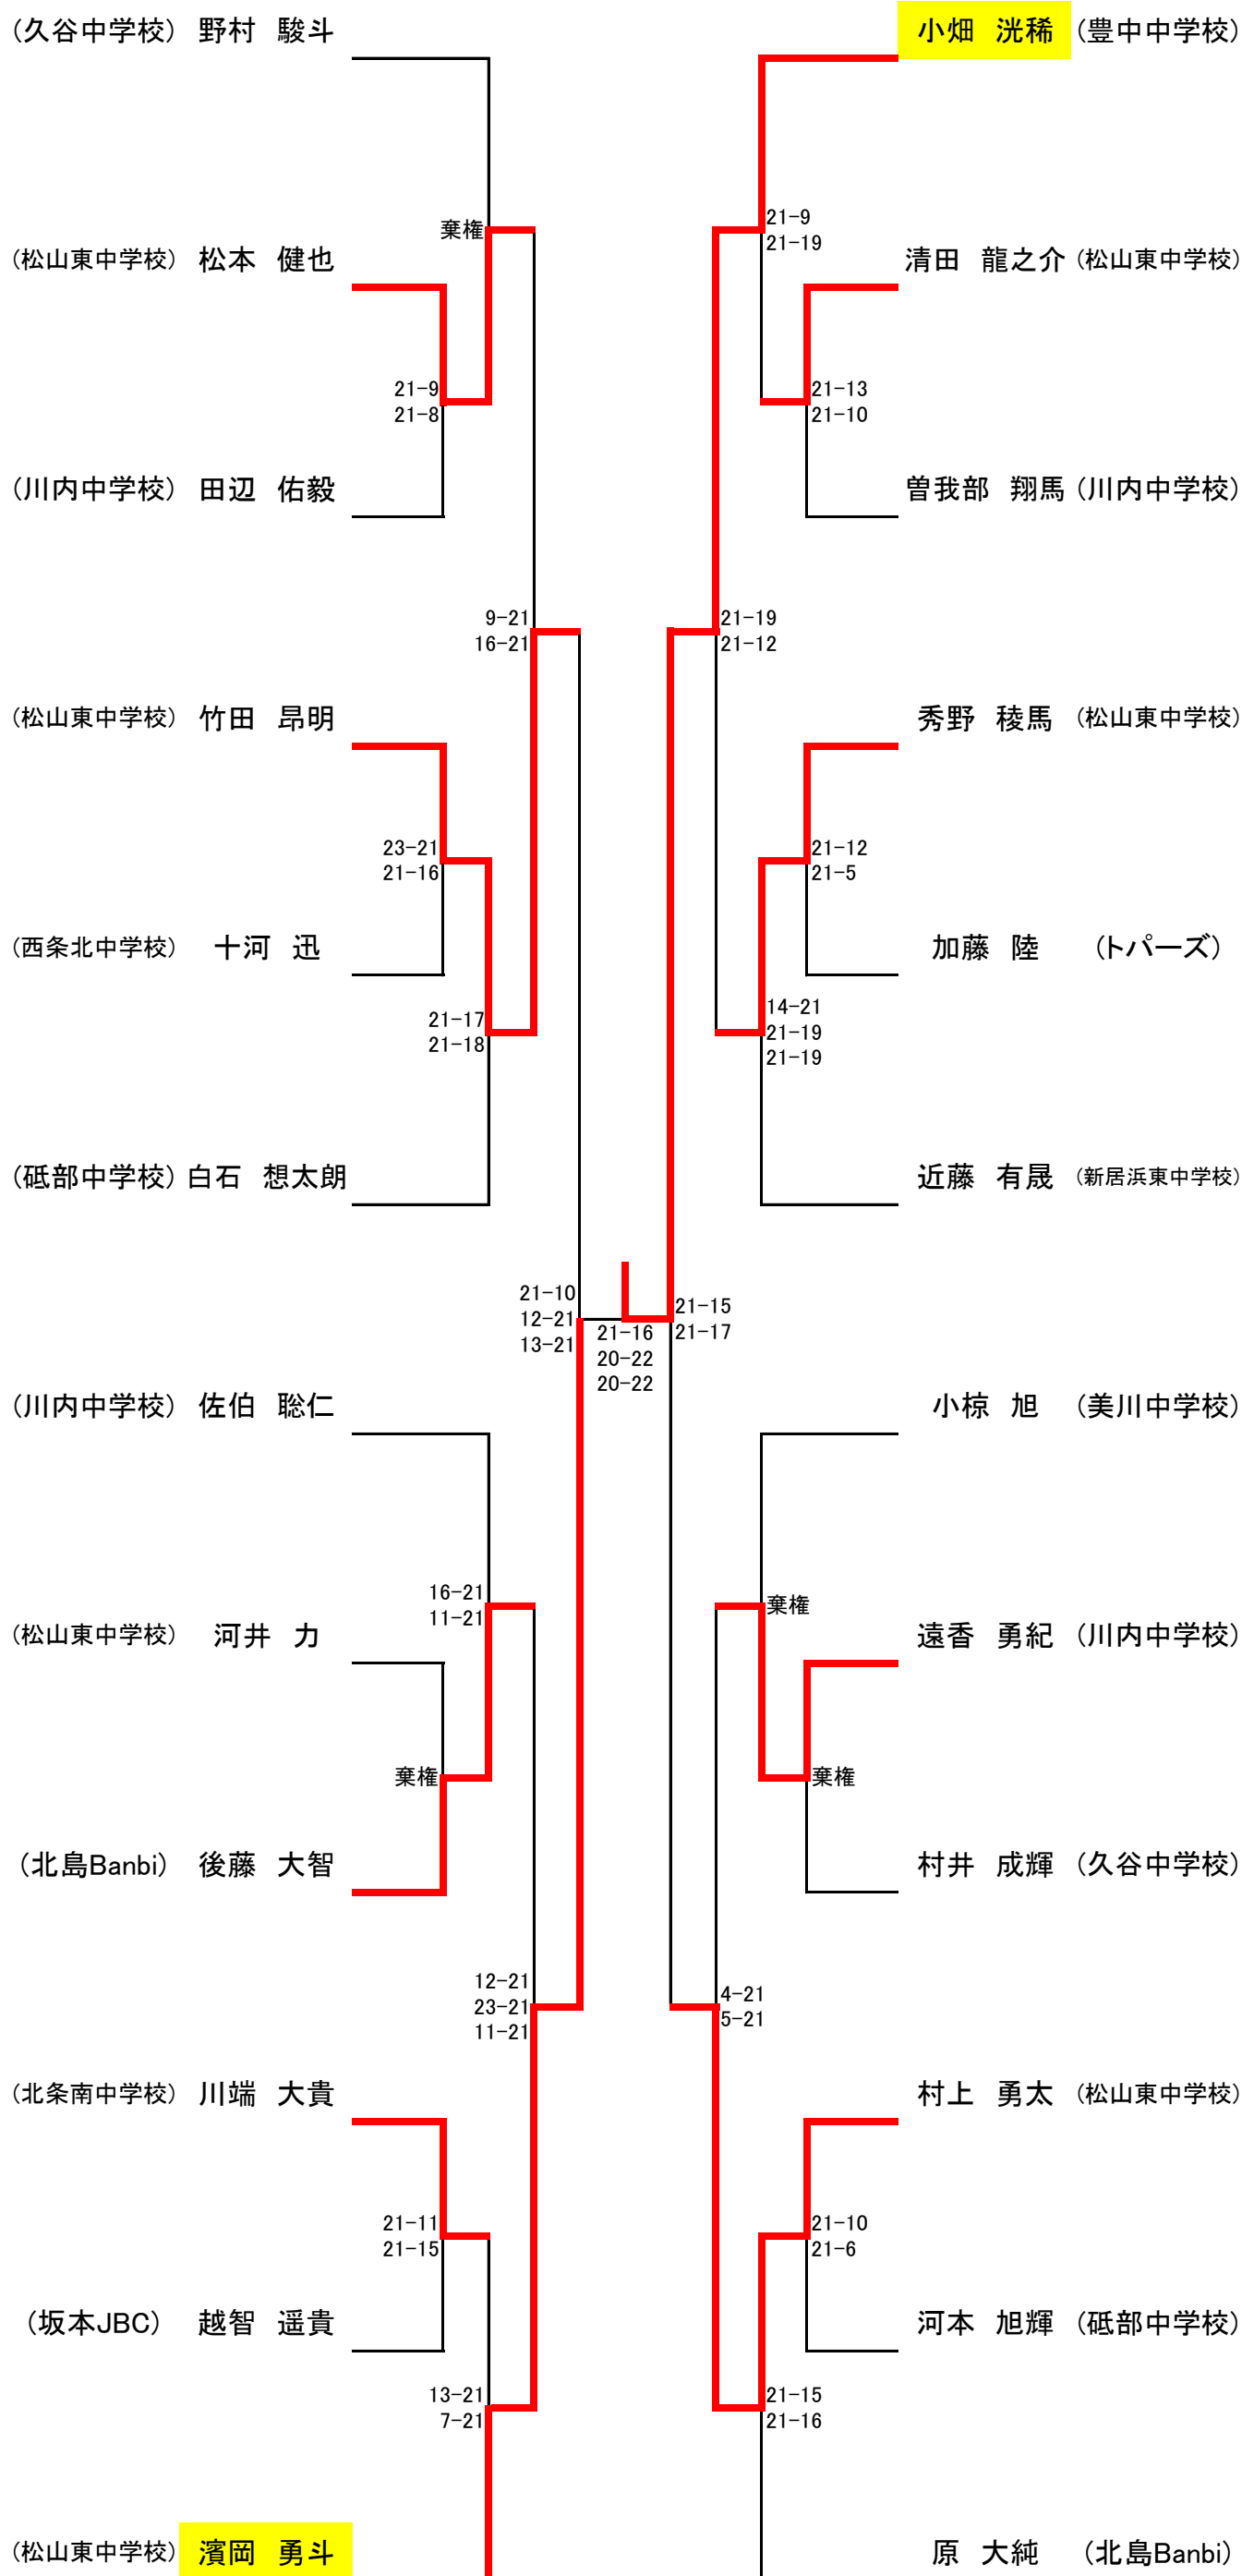 (久谷中学校) 野村 駿斗
小畑 洸稀 (豊中中学校)
棄権
21-9
21-19
(松山東中学校) 松本 健也
清田 龍之介 (松山東中学校)
21-9
21-8
21-13
21-10
(川内中学校) 田辺 佑毅
曽我部 翔馬 (川内中学校)
9-21
16-21
21-19
21-12
(松山東中学校) 竹田 昂明
秀野 稜馬 (松山東中学校)
23-21
21-16
21-12
21-5
(西条北中学校) 十河 迅
加藤 陸 (トパーズ)
21-17
21-18
14-21
21-19
21-19
(砥部中学校) 白石 想太朗
近藤 有晟 (新居浜東中学校)
21-10
12-21
13-21
21-16
20-22
20-22
21-15
21-17
(川内中学校) 佐伯 聡仁
小椋 旭 (美川中学校)
16-21
11-21
棄権
(松山東中学校) 河井 力
遠香 勇紀 (川内中学校)
棄権
棄権
(北島Banbi) 後藤 大智
村井 成輝 (久谷中学校)
12-21
23-21
11-21
4-21
5-21
(北条南中学校) 川端 大貴
村上 勇太 (松山東中学校)
21-11
21-15
21-10
21-6
(坂本JBC) 越智 遥貴
河本 旭輝 (砥部中学校)
13-21
7-21
21-15
21-16
(松山東中学校) 濱岡 勇斗
原 大純 (北島Banbi)